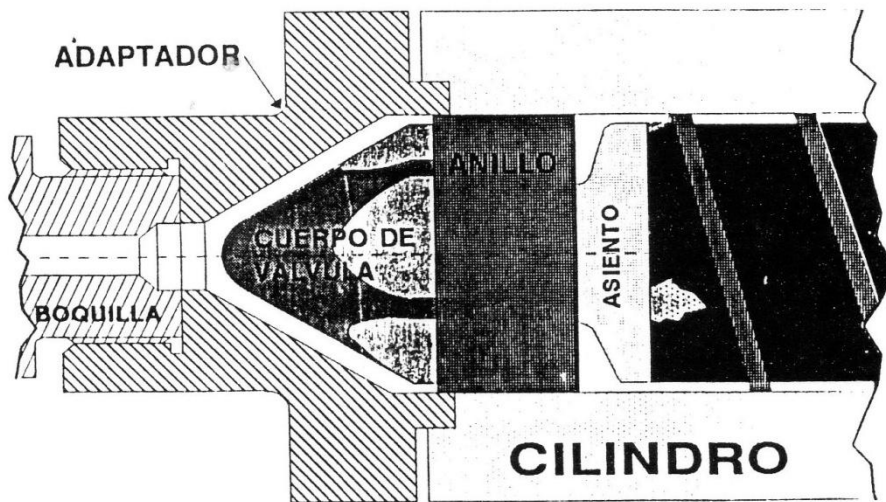 ADAPTADOR
ANILLO
CUERPO DE
VALVULA
ASIENTO
BOQUILLA
CILINDRO